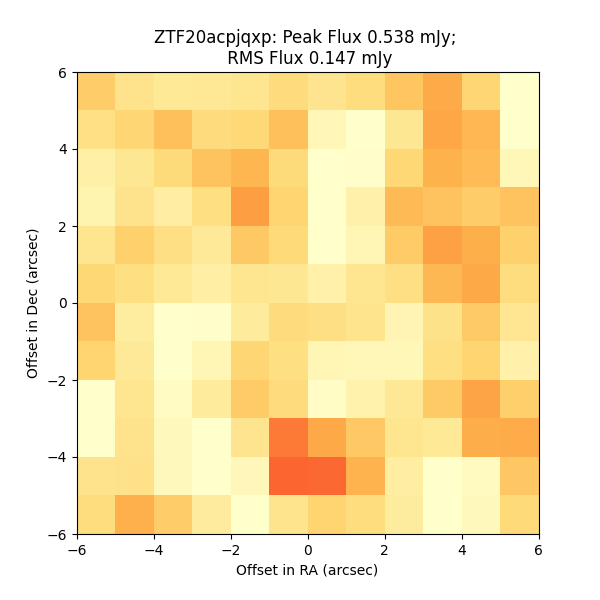 ZTF20acpjqxp: Peak Flux 0.538 mJy;
RMS Flux 0.147 mJy
6
4
2
0
−2
−4
−6
Offset in Dec (arcsec)
−6 −4 −2 0 2 4 6
Offset in RA (arcsec)